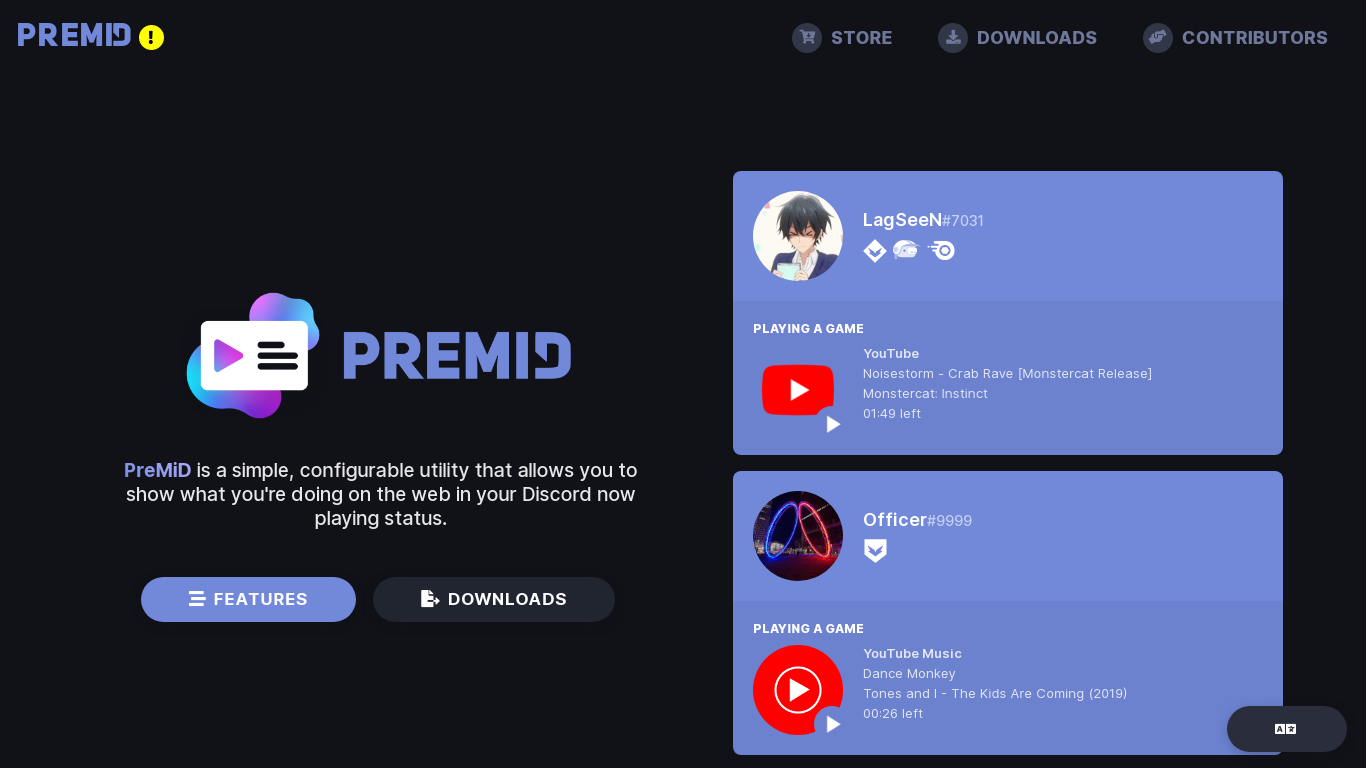 PREMID
STORE
DOWNLOADS
CONTRIBUTORS
PREMID
PreMiD is a simple, configurable utility that allows you to
show what you're doing on the web in your Discord now
playing status.
FEATURES
DOWNLOADS
LagSeeN#7031
PLAYING A GAME
YouTube
Noisestorm - Crab Rave [Monstercat Release]
Monstercat: Instinct
01:49 left
Officer#9999
PLAYING A GAME
YouTube Music
Dance Monkey
Tones and I - The Kids Are Coming (2019)
00:26 left